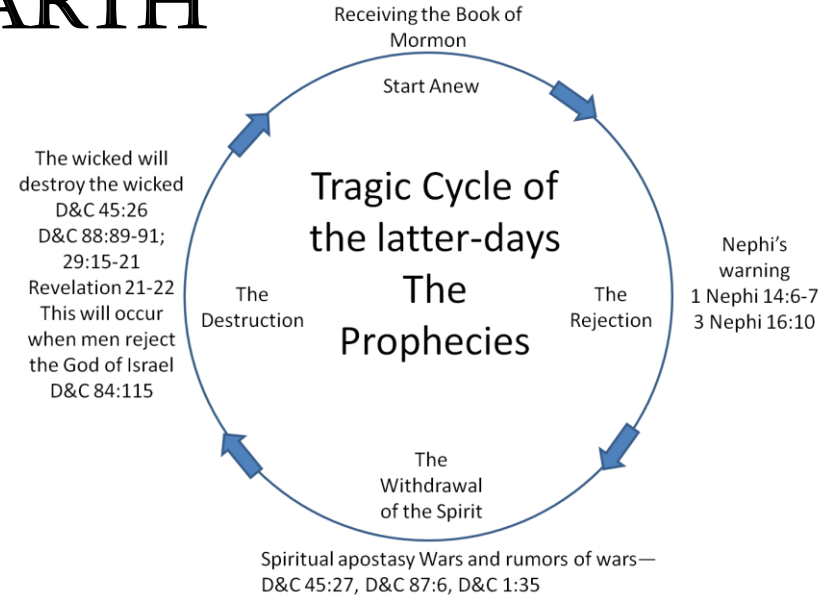 ARTH
Receiving the Book of
Mormon
Start Anew
Tragic Cycle of
the latter-days
The
Prophecies
Nephi's
warning
1 Nephi 14:6-7
3 Nephi 16:10
The
Rejection
The
Withdrawal
of the Spirit
Spiritual apostasy Wars and rumors of wars—
D&C 45:27, D&C 87:6, D&C 1:35
The
Destruction
The wicked will
destroy the wicked
D&C 45:26
D&C 88:89-91;
29:15-21
Revelation 21-22
This will occur
when men reject
the God of Israel
D&C 84:115